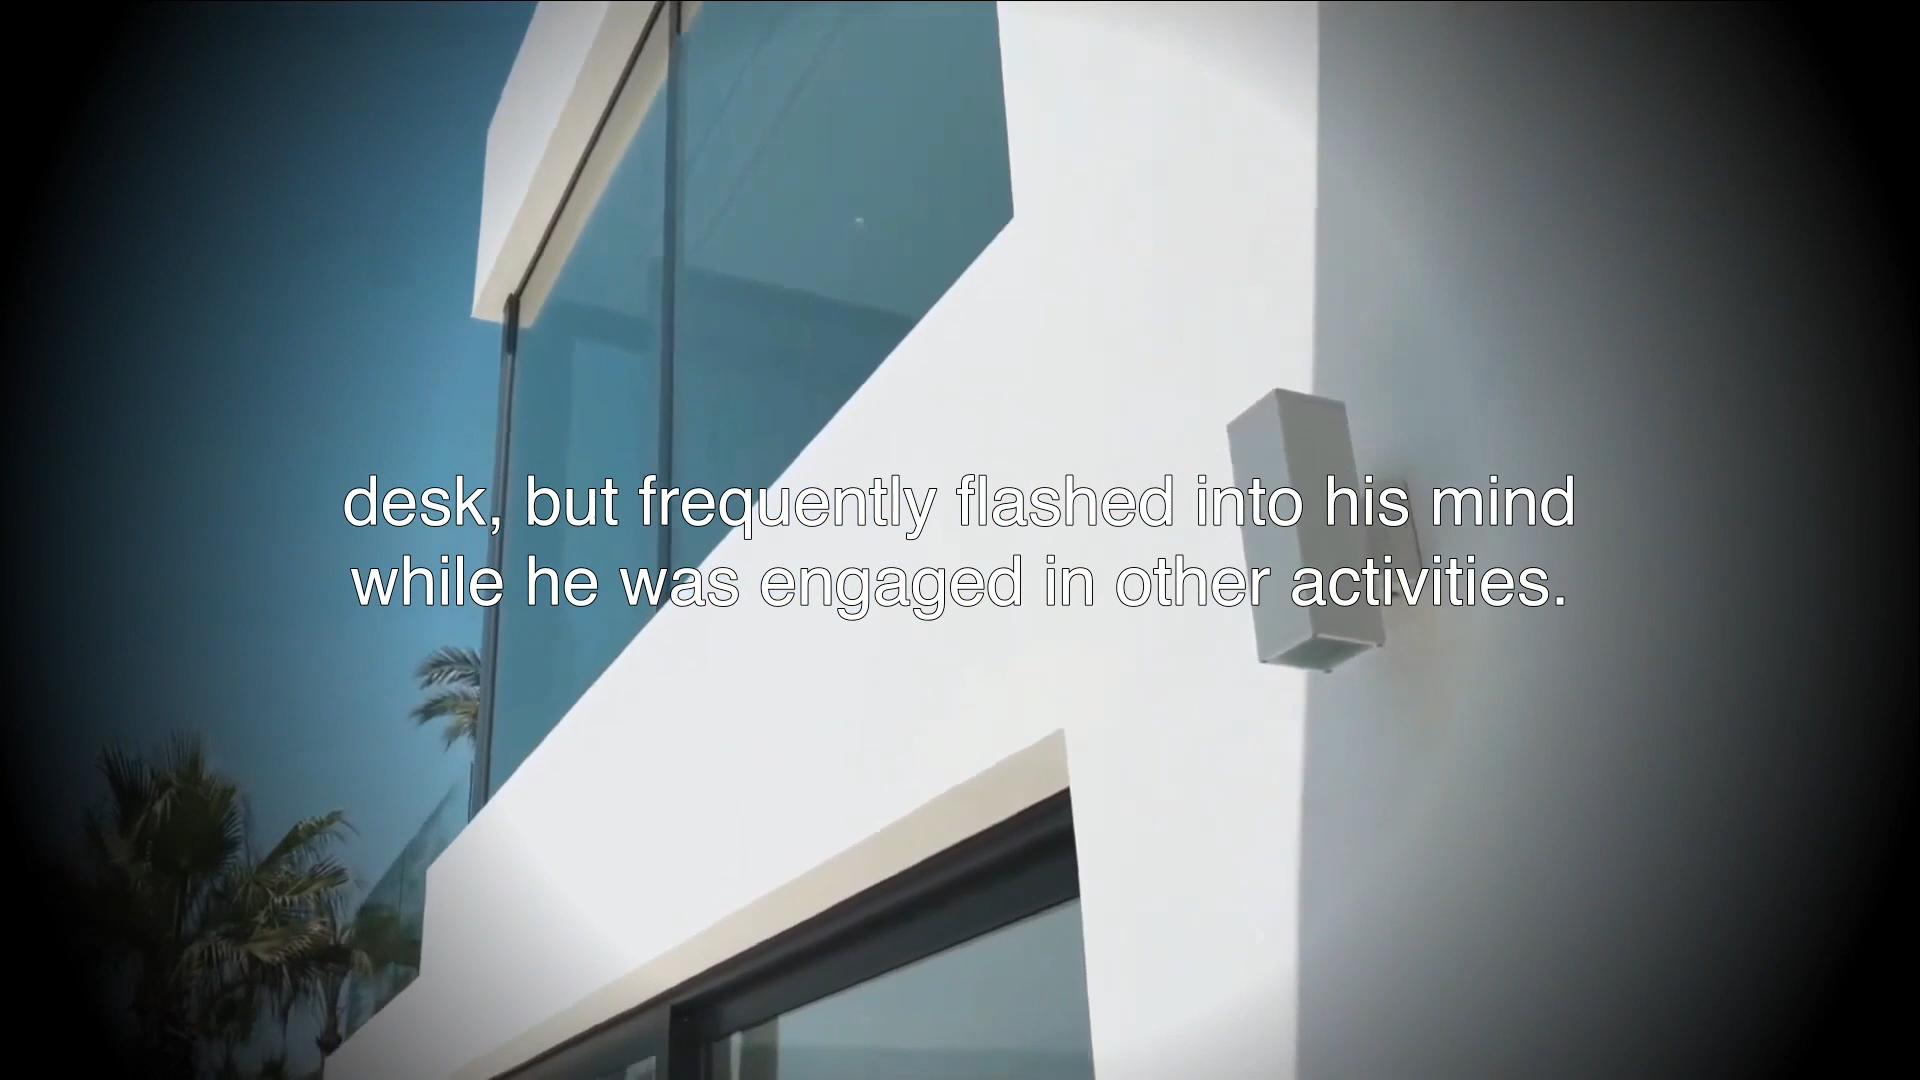 desk, but frequently flashed into his mind
while he was engaged in other activities.